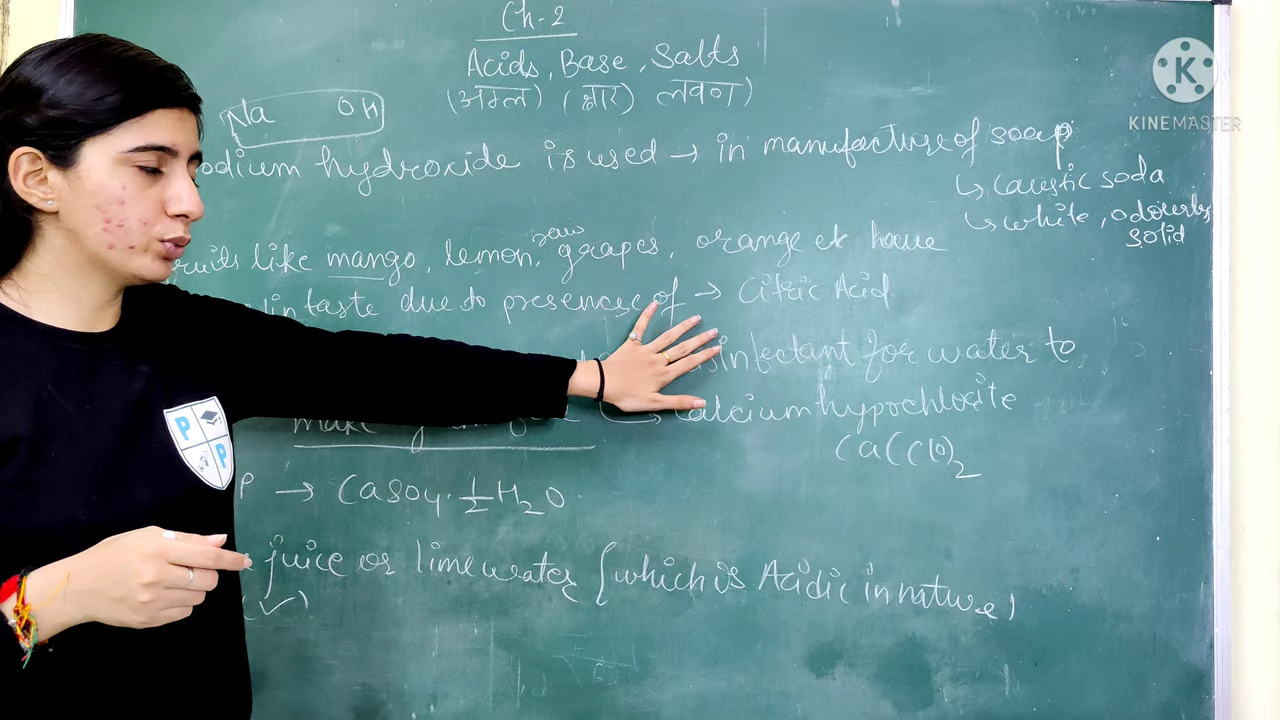 Ch-2
Acids, Base, Salts
(अम्ल) (क्षार) लवण)
Na OH
odium hydroxide is used → in manufacture of soap
↳ caustic soda
↳ white, odourless
solid
ruits like mango, lemon, raw grapes, orange et have
in taste due to presence of → Citric Acid
sinfectant for water to
→ calcium hypochlorite
Ca(ClO)2
P → CaSO4.½H2O
juice or lime water {which is Acidic in nature)
(✓)
K
KINEMASTER
P
P